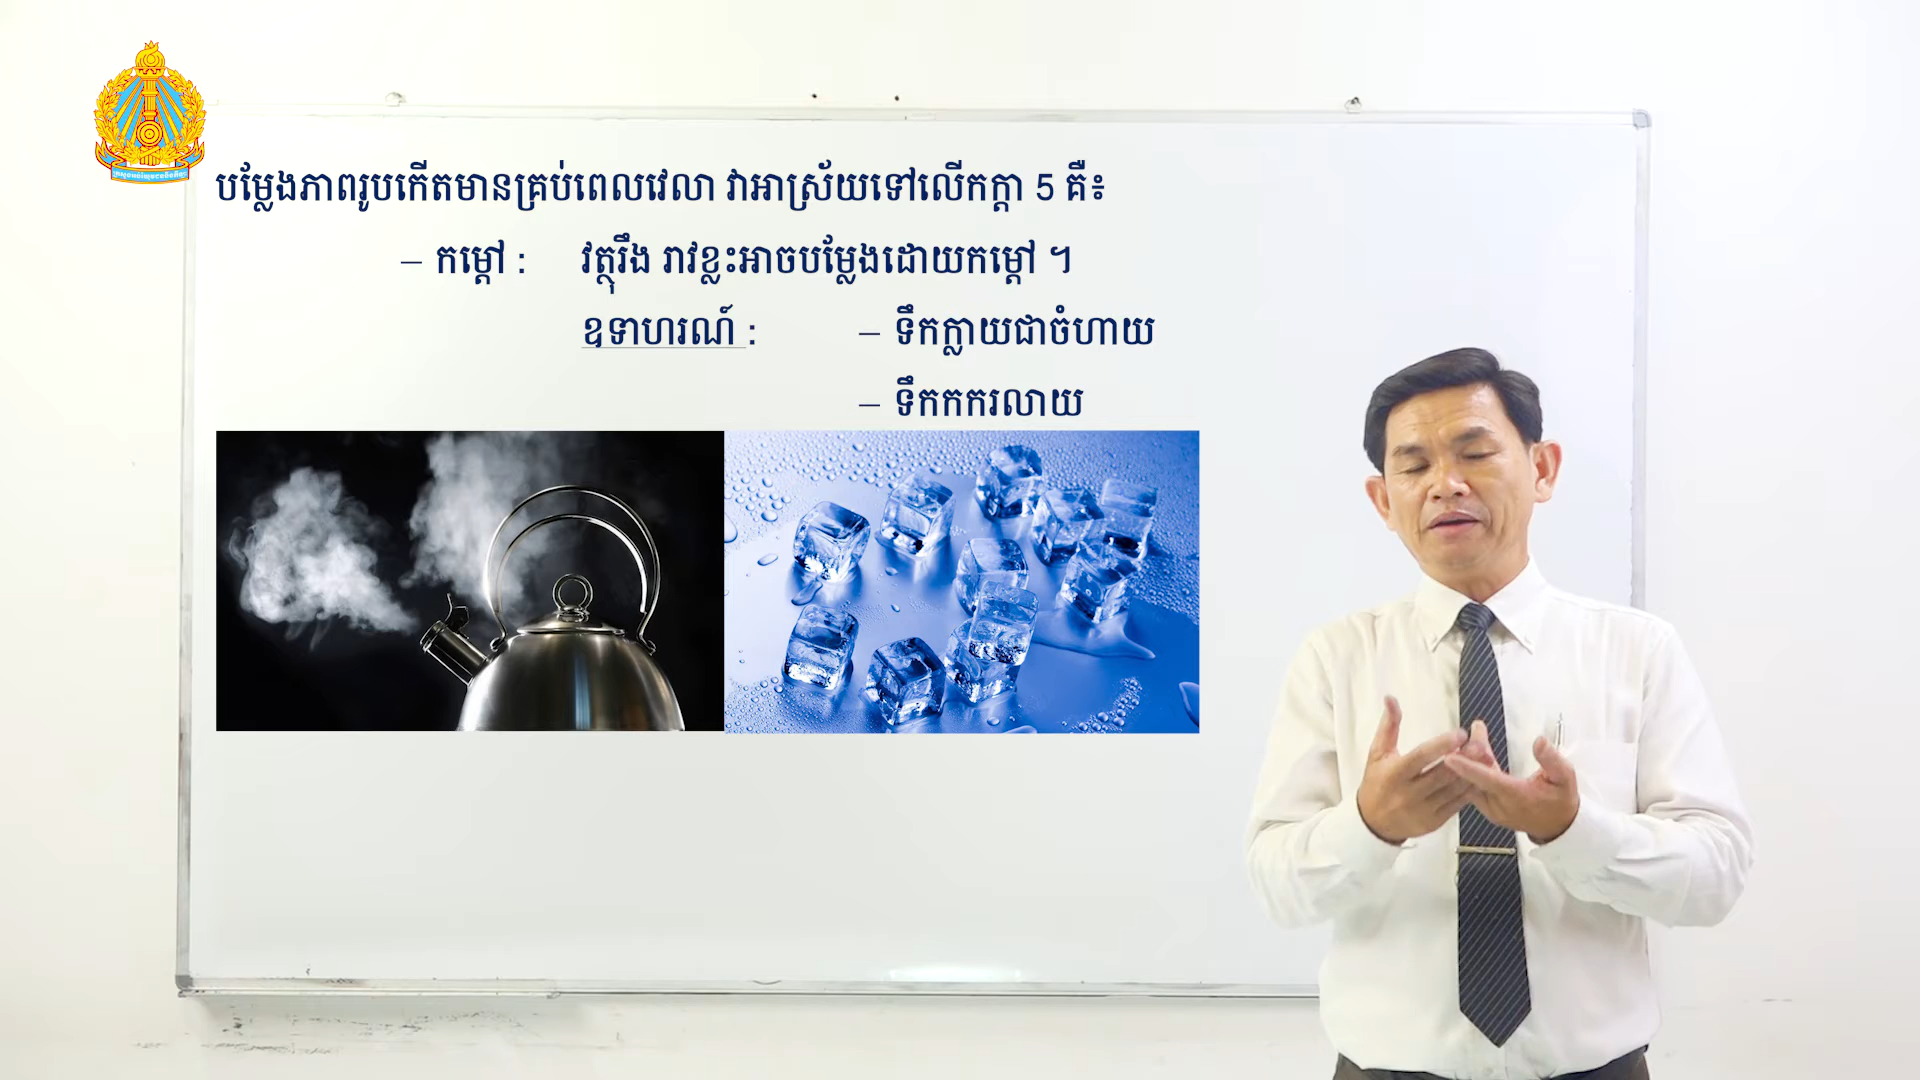 បម្លែងភាពរូបកើតមានគ្រប់ពេលវេលា វាអាស្រ័យទៅលើកក្តា 5 គឺ៖
– កម្តៅ : វត្ថុរឹង រាវខ្លះអាចបម្លែងដោយកម្តៅ ។
ឧទាហរណ៍ : – ទឹកក្លាយជាចំហាយ
– ទឹកកករលាយ